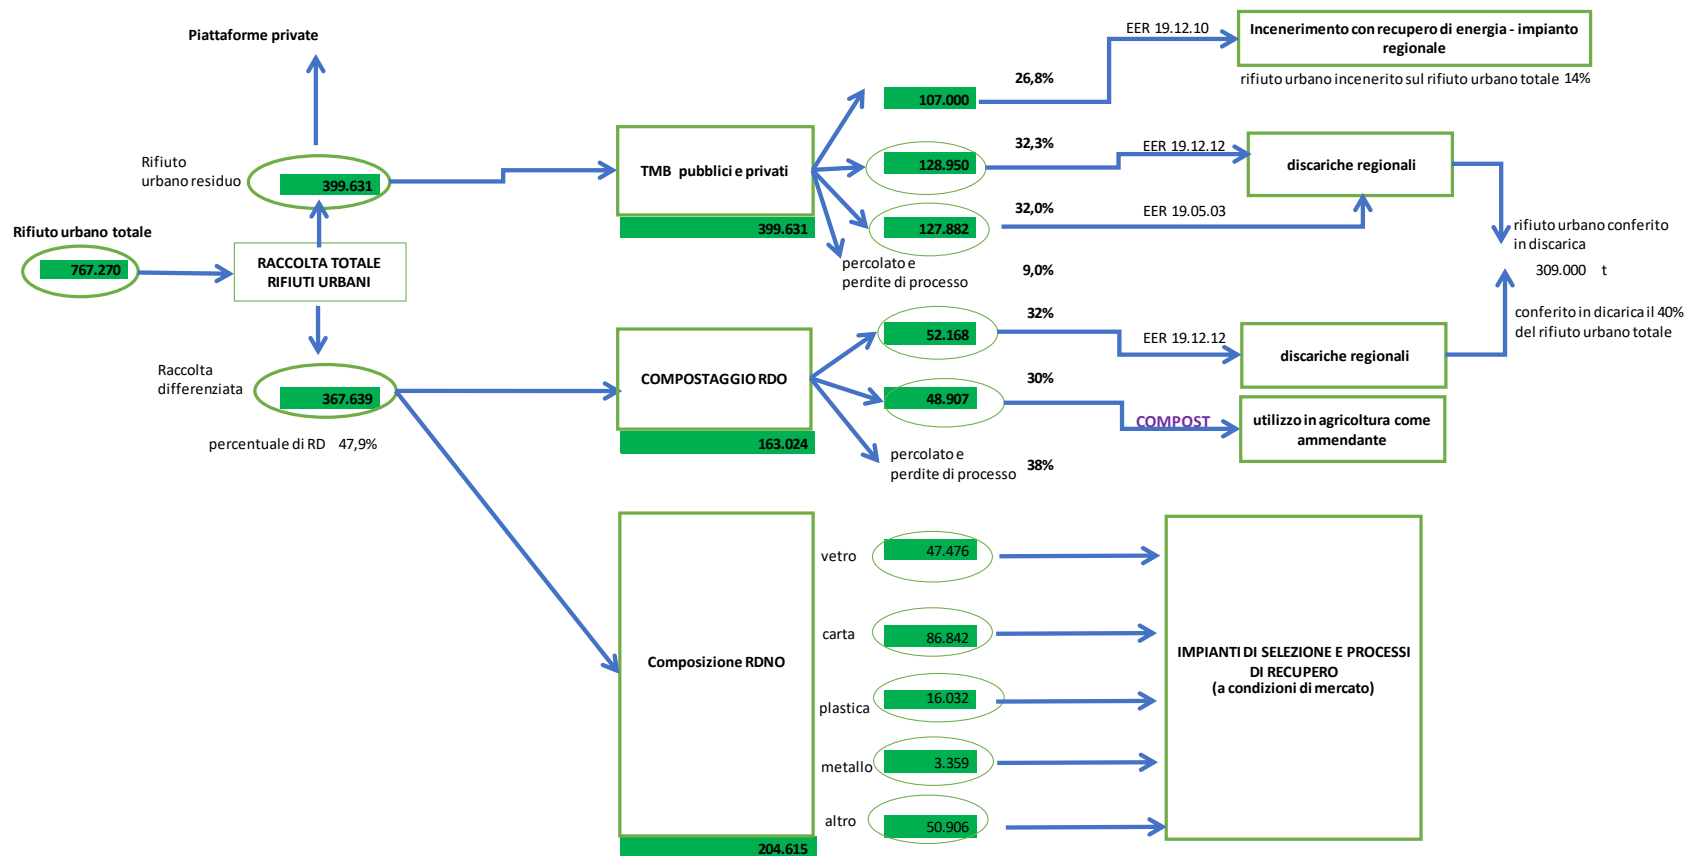 Piattaforme private
Rifiuto
urbano residuo
399.631
Rifiuto urbano totale
767.270
RACCOLTA TOTALE
RIFIUTI URBANI
Raccolta
differenziata
367.639
percentuale di RD 47,9%
TMB pubblici e privati
399.631
26,8%
107.000
EER 19.12.10
Incenerimento con recupero di energia - impianto
regionale
rifiuto urbano incenerito sul rifiuto urbano totale 14%
32,3%
128.950
EER 19.12.12
discariche regionali
32,0%
127.882
EER 19.05.03
percolato e
perdite di processo
9,0%
rifiuto urbano conferito
in discarica
309.000 t
conferito in dicarica il 40%
del rifiuto urbano totale
COMPOSTAGGIO RDO
163.024
32%
52.168
EER 19.12.12
discariche regionali
30%
48.907
COMPOST
utilizzo in agricoltura come
ammendante
percolato e
perdite di processo
38%
Composizione RDNO
204.615
vetro
47.476
carta
86.842
plastica
16.032
metallo
3.359
altro
50.906
IMPIANTI DI SELEZIONE E PROCESSI
DI RECUPERO
(a condizioni di mercato)